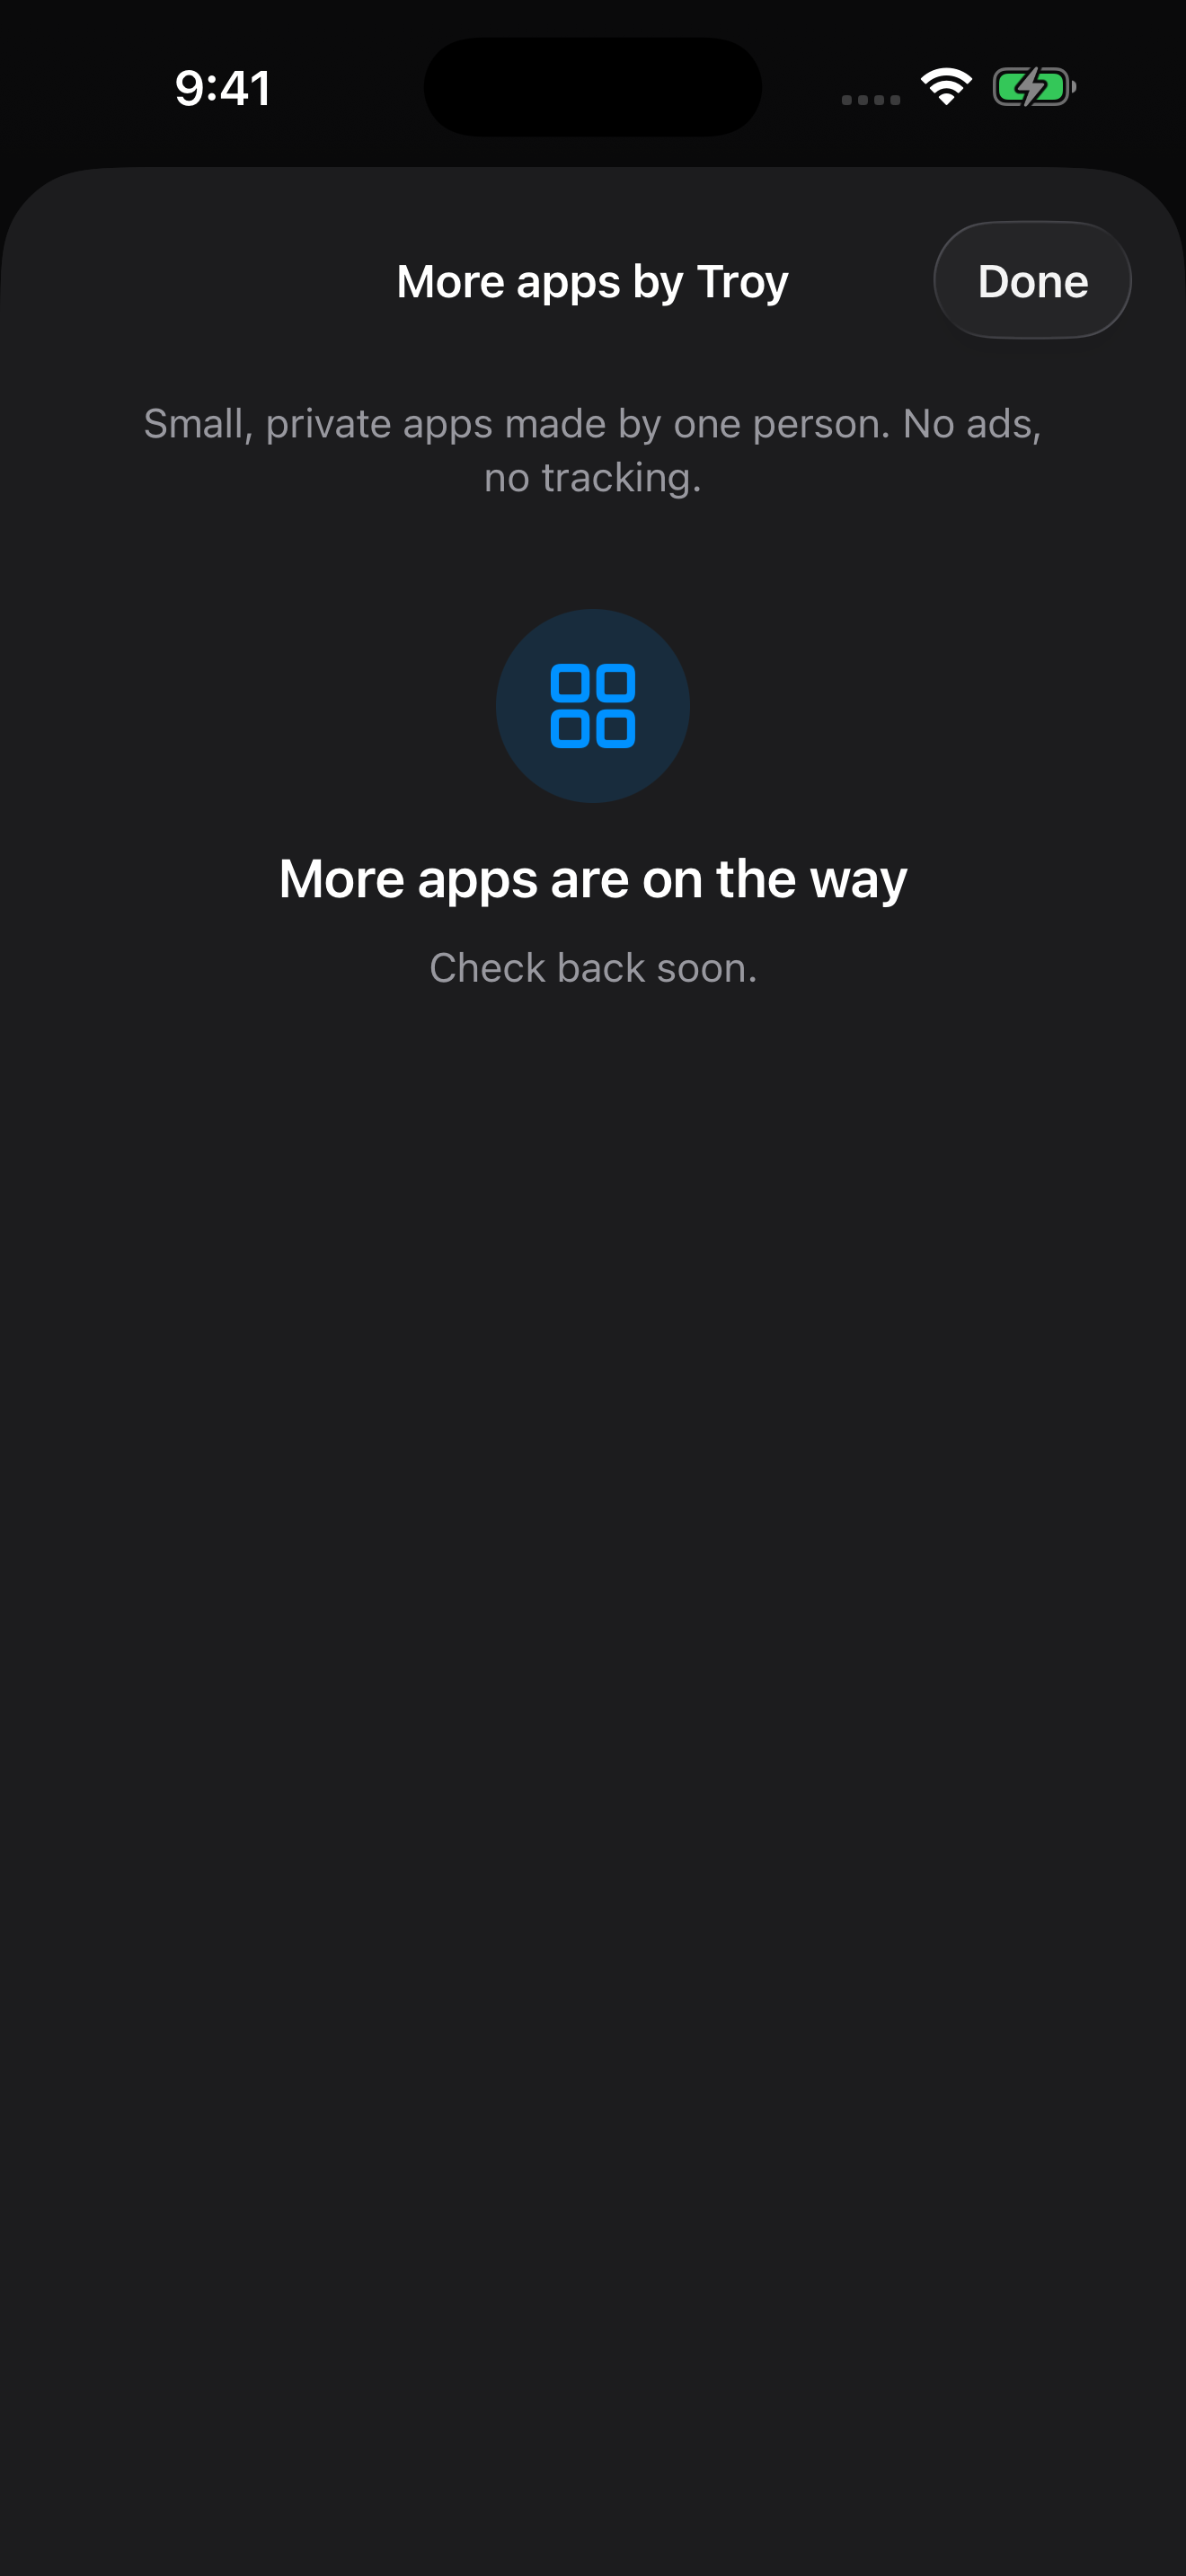 9:41
More apps by Troy
Done
Small, private apps made by one person. No ads,
no tracking.
More apps are on the way
Check back soon.